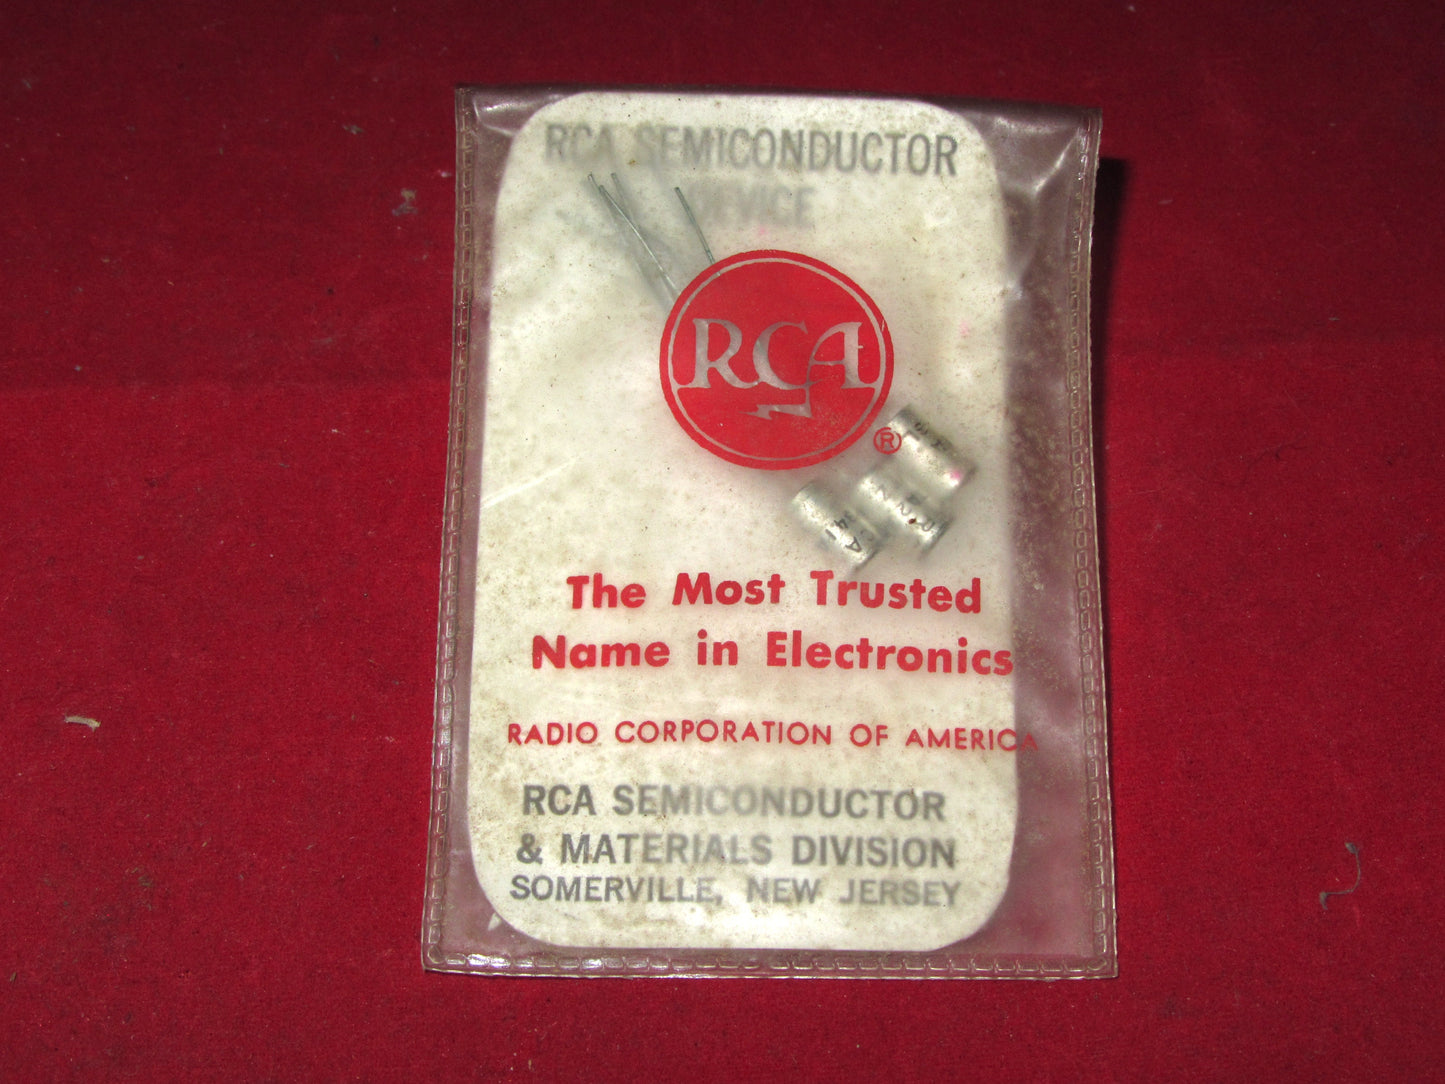 RCA SEMICONDUCTOR
DEVICE
RCA
®
The Most Trusted
Name in Electronics
RADIO CORPORATION OF AMERICA
RCA SEMICONDUCTOR
& MATERIALS DIVISION
SOMERVILLE, NEW JERSEY